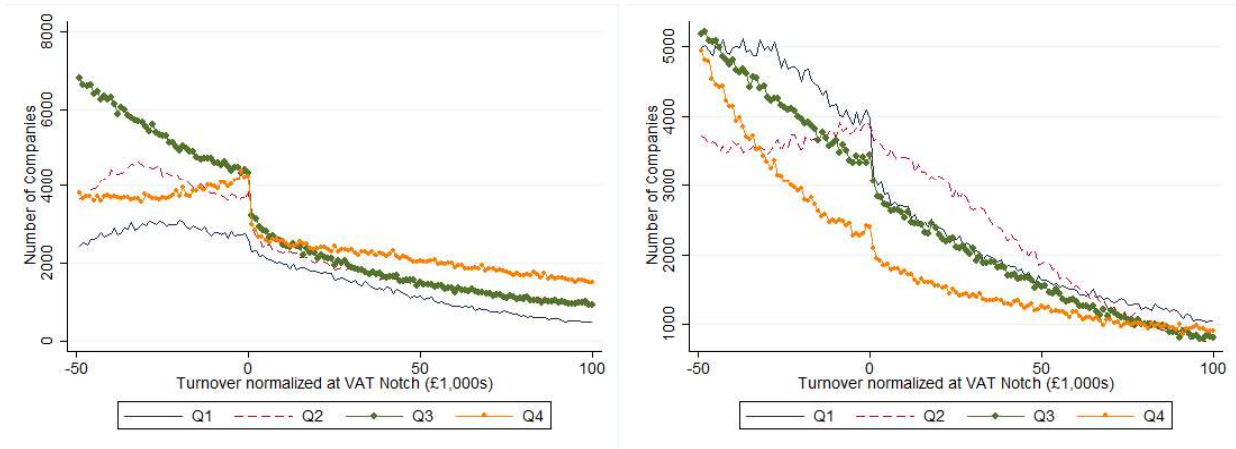 Number of Companies
8000
6000
4000
2000
0
-50
0
50
100
Turnover normalized at VAT Notch (£1,000s)
Q1
Q2
Q3
Q4
Number of Companies
5000
4000
3000
2000
1000
-50
0
50
100
Turnover normalized at VAT Notch (£1,000s)
Q1
Q2
Q3
Q4